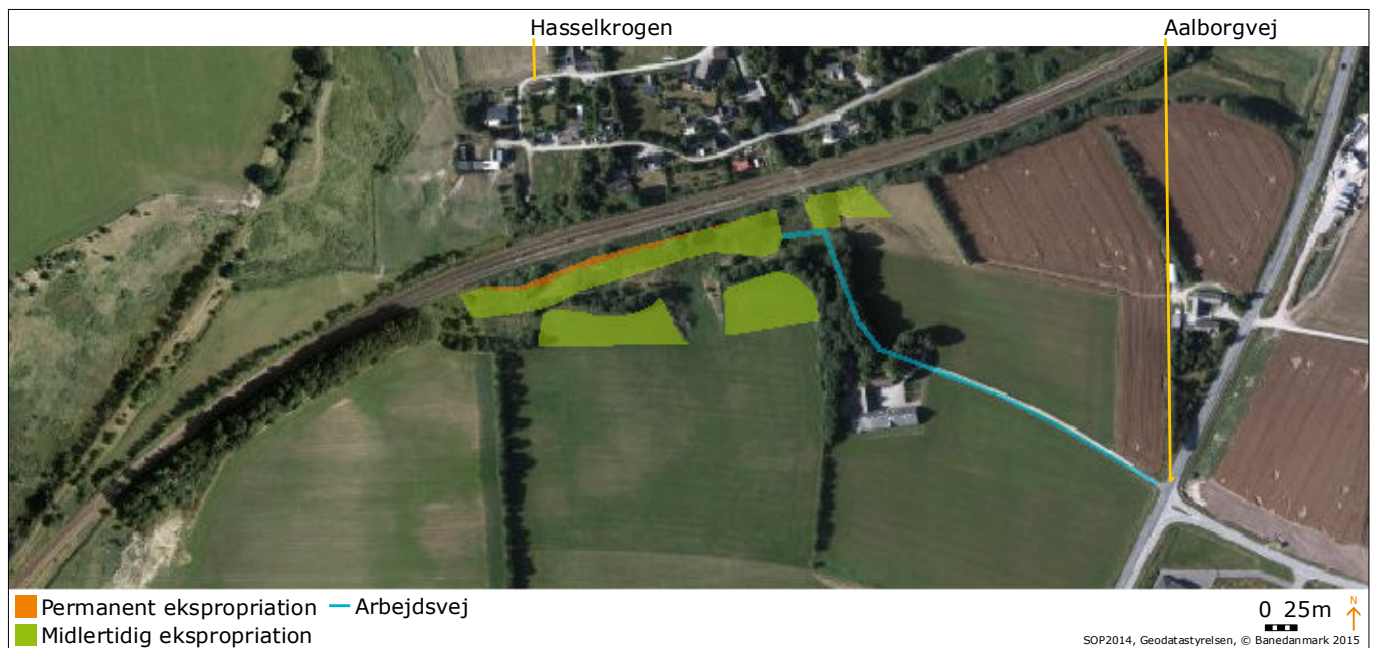 Hasselkrogen
Aalborgvej
Permanent ekspropriation
Arbejdsvej
Midlertidig ekspropriation
0 25m
N
SOP2014, Geodatastyrelsen, © Banedanmark 2015